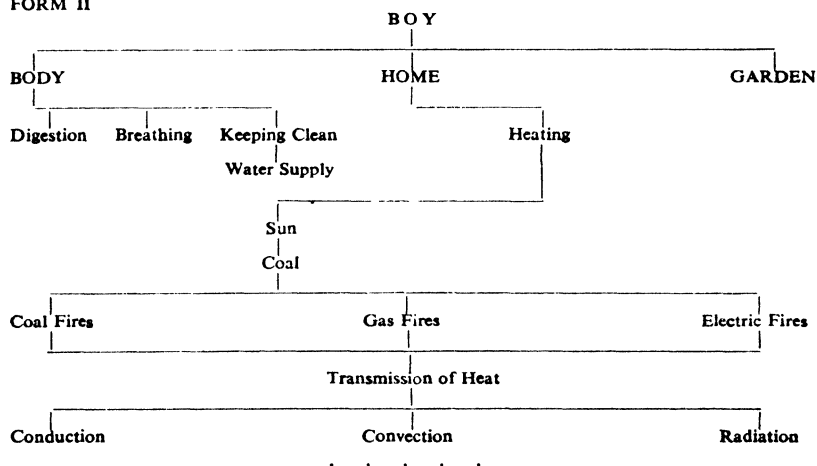 FORM II
BOY
BODY HOME GARDEN
Digestion Breathing Keeping Clean Heating
Water Supply
Sun
Coal
Coal Fires Gas Fires Electric Fires
Transmission of Heat
Conduction Convection Radiation